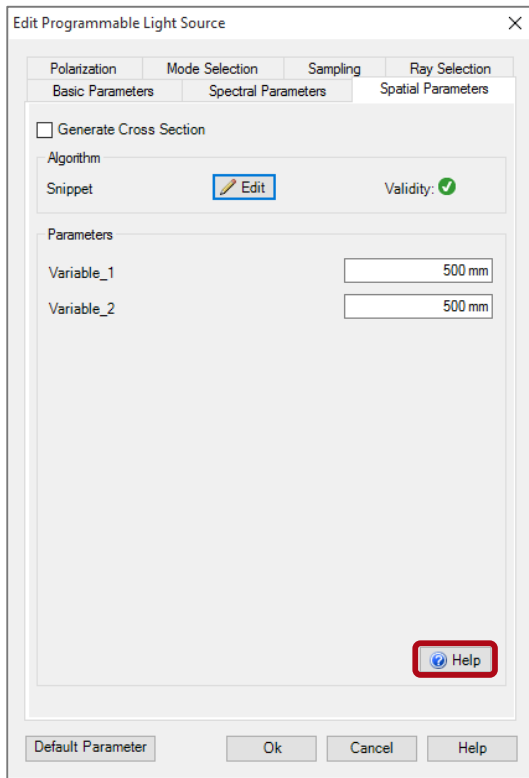 Edit Programmable Light Source
Polarization Mode Selection Sampling Ray Selection
Basic Parameters Spectral Parameters Spatial Parameters
Generate Cross Section
Algorithm
Snippet Edit Validity:
Parameters
Variable_1 500 mm
Variable_2 500 mm
Help
Default Parameter Ok Cancel Help